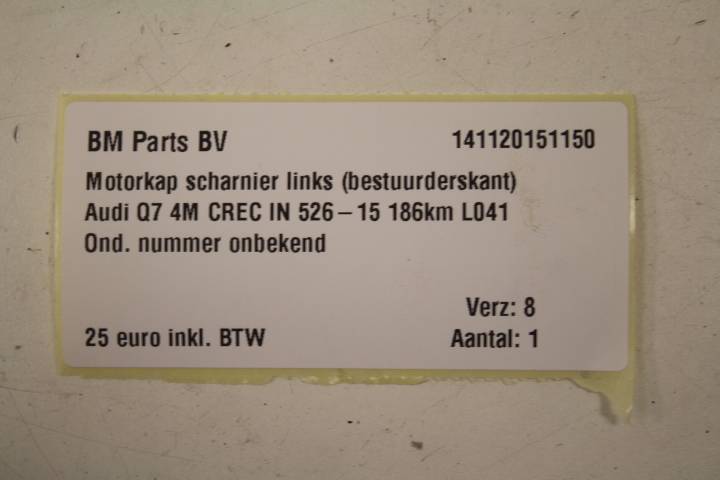 BM Parts BV 141120151150
Motorkap scharnier links (bestuurderskant)
Audi Q7 4M CREC IN 526–15 186km L041
Ond. nummer onbekend
Verz: 8
25 euro inkl. BTW Aantal: 1